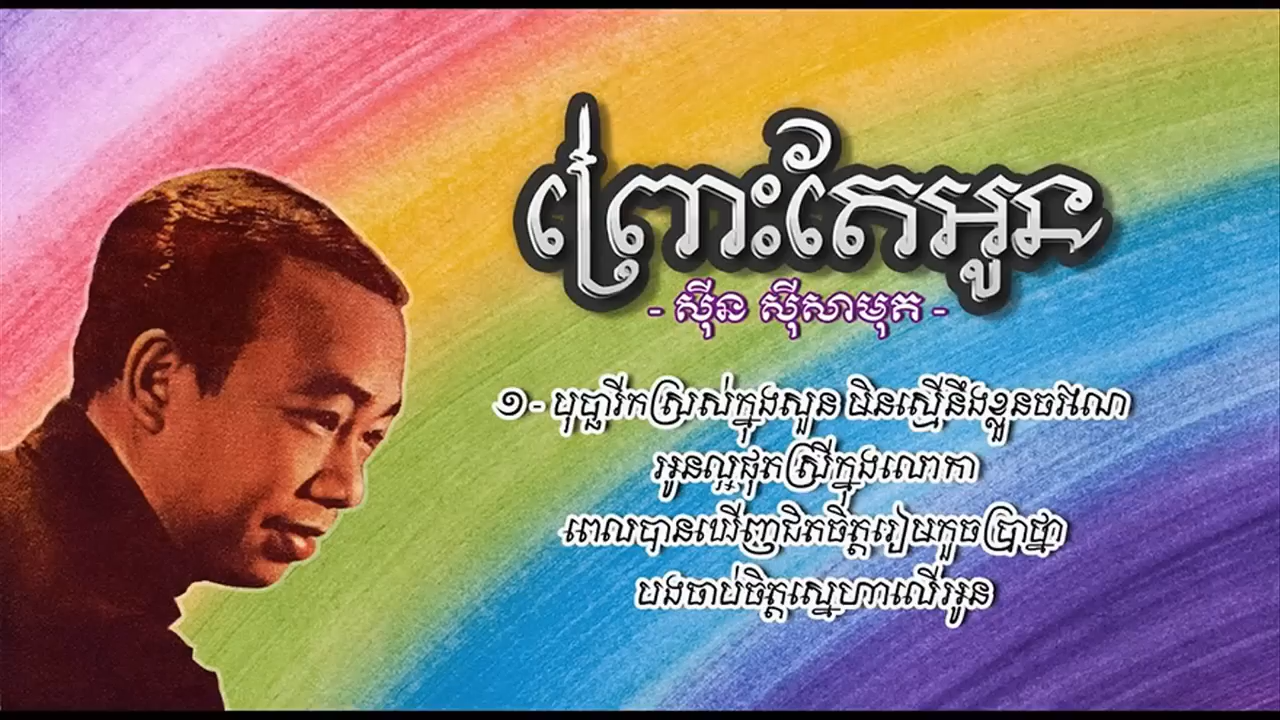 ព្រោះតែអូន
- ស៊ីន ស៊ីសាមុត -
១ - បុប្ផារីកស្រស់ក្នុងសួន មិនស្មើនឹងខ្លួនចរណៃ
អូនល្អផុតស្រីក្នុងលោកា
ពេលបានឃើញជិតចិត្តរៀមកួចប្រាថ្នា
បងចាប់ចិត្តស្នេហាលើអូន